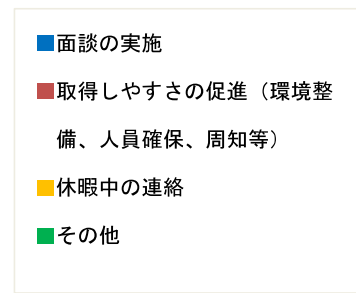 ■面談の実施
■取得しやすさの促進（環境整
備、人員確保、周知等）
■休暇中の連絡
■その他